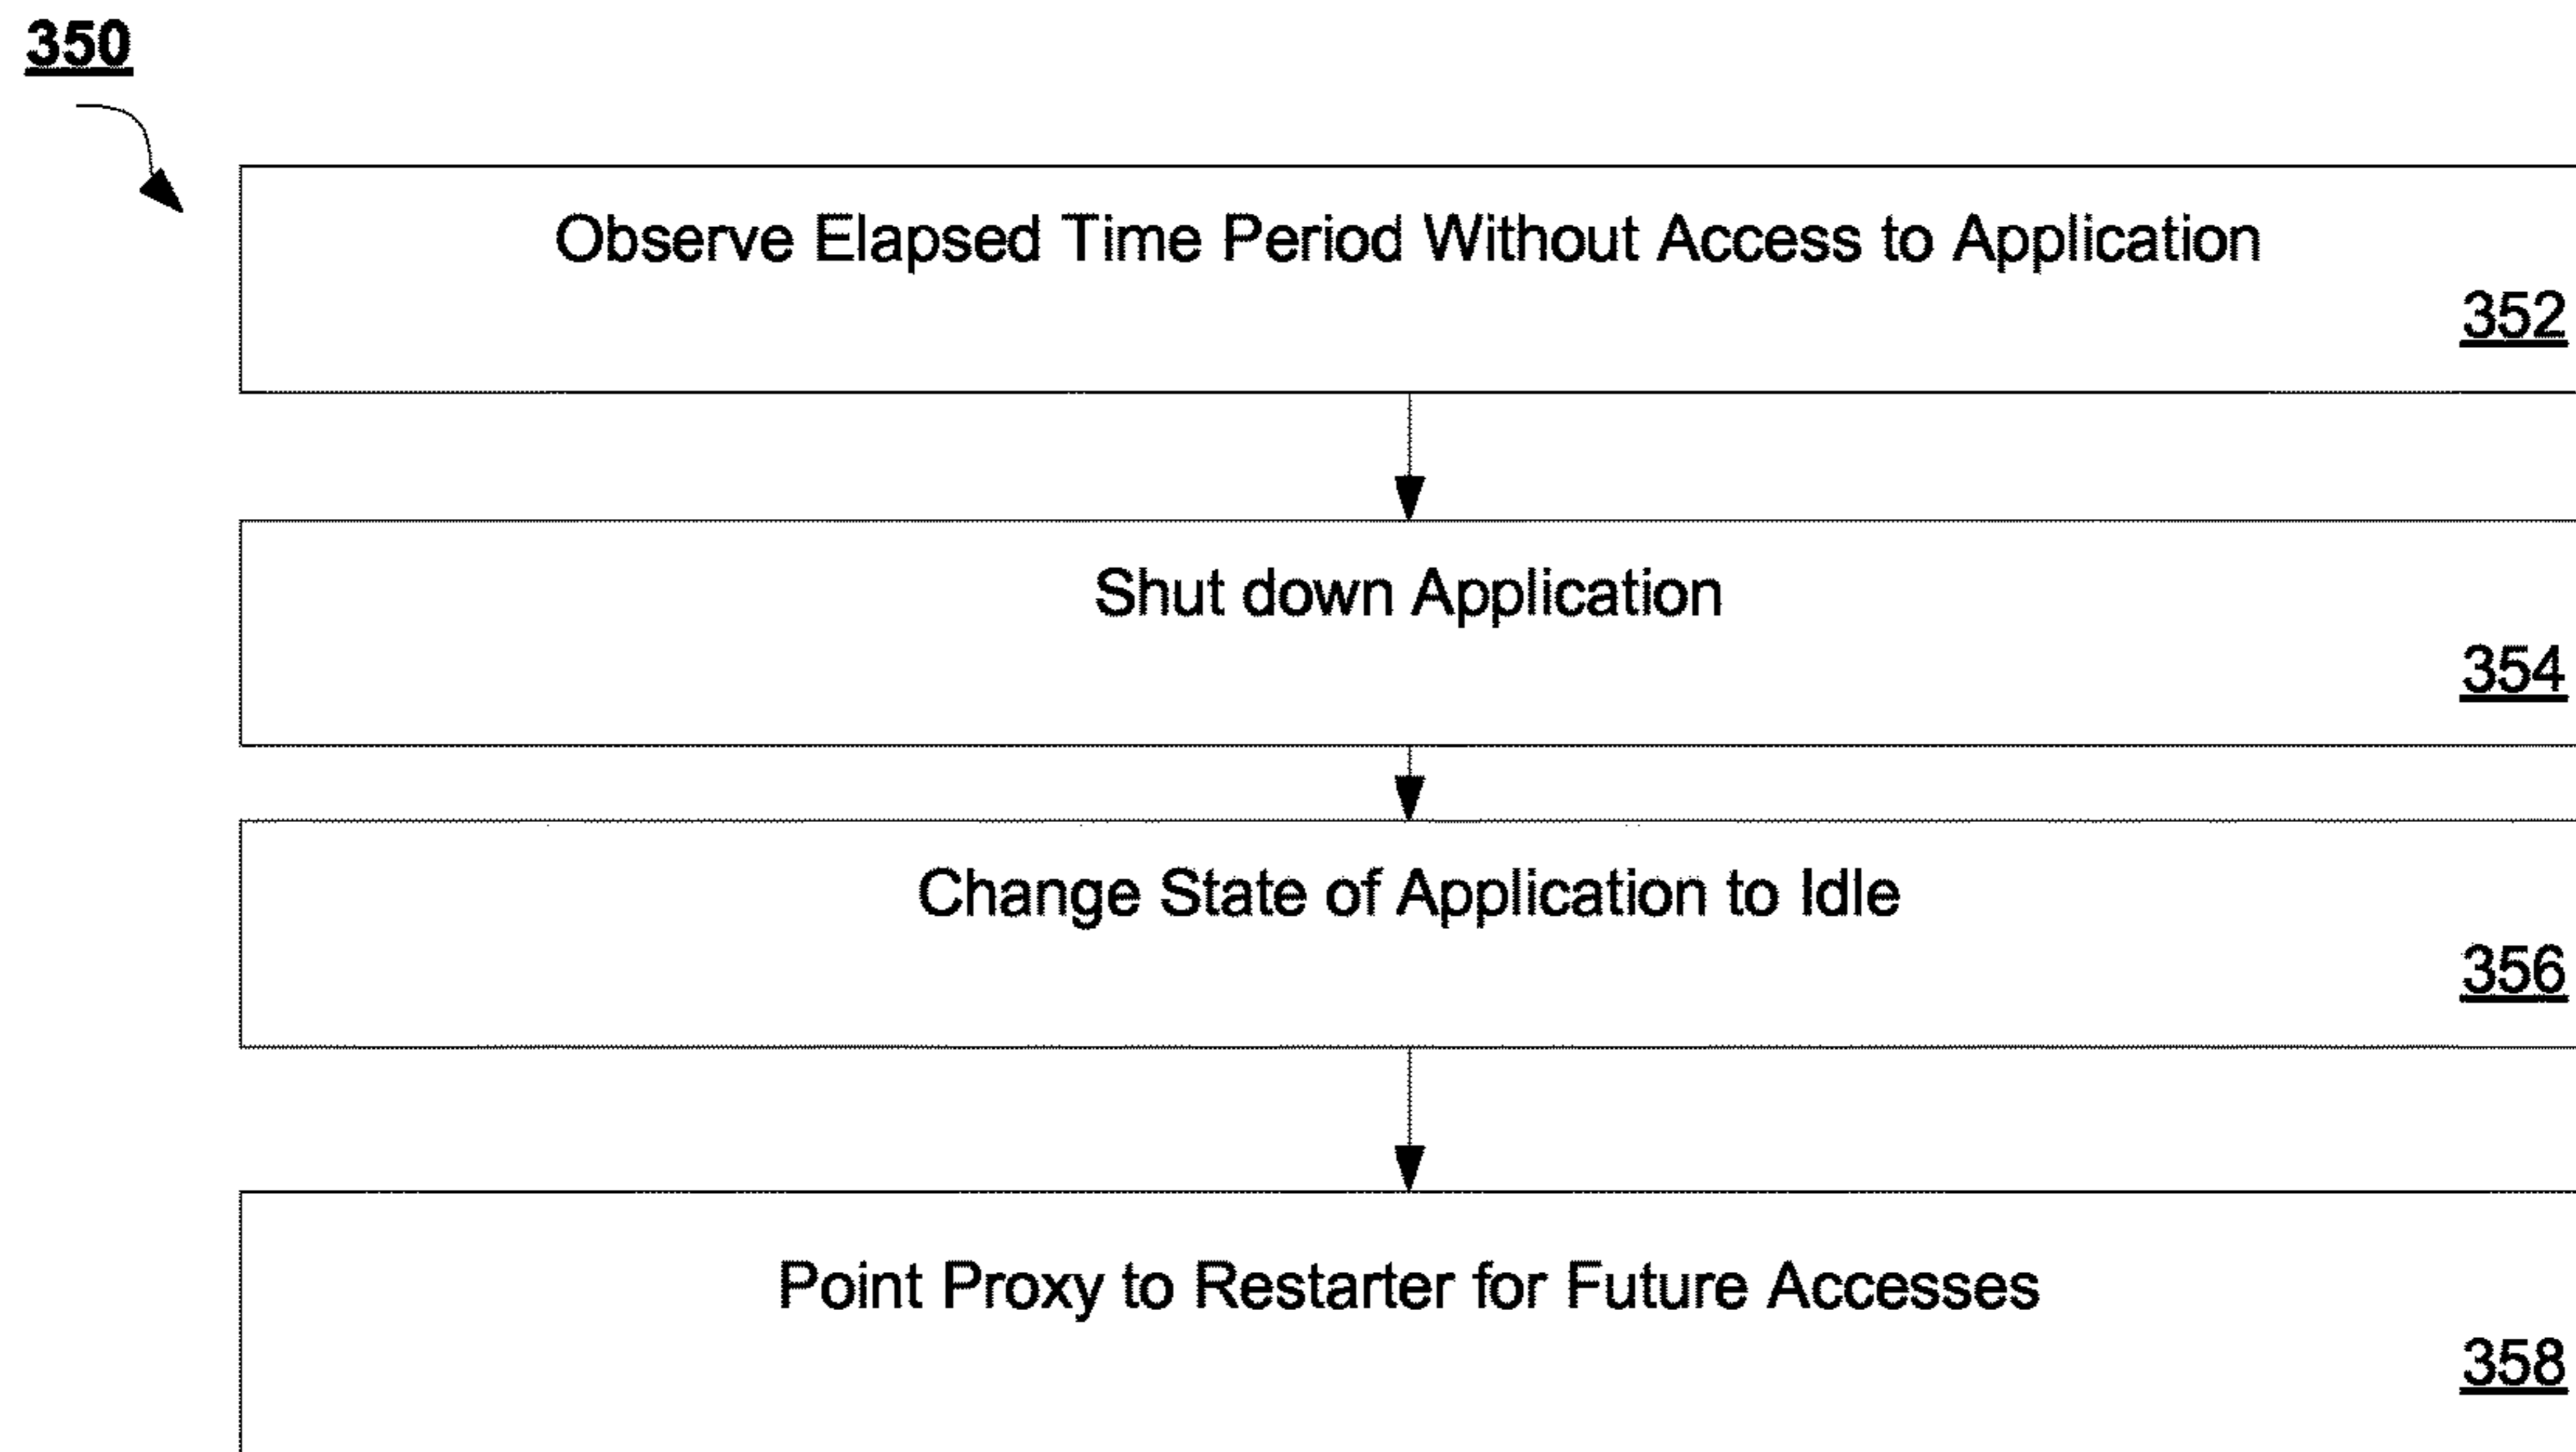 350
Observe Elapsed Time Period Without Access to Application
352
Shut down Application
354
Change State of Application to Idle
356
Point Proxy to Restarter for Future Accesses
358